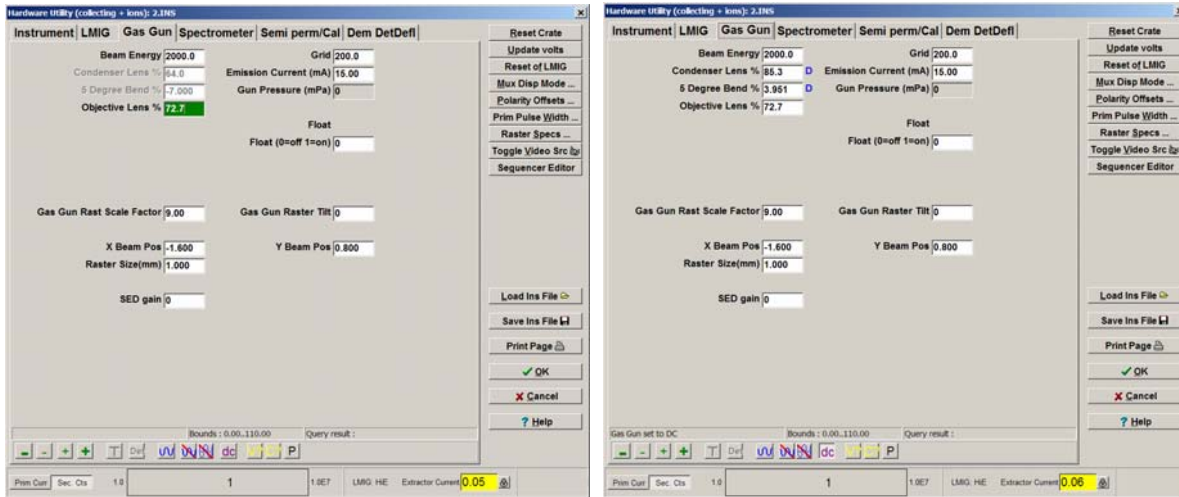 Hardware Utility (collecting + ions): 2.INS
Instrument LMIG Gas Gun Spectrometer Semi perm/Cal Dem DetDefl
Beam Energy 2000.0 Grid 200.0
Condenser Lens % 64.0 Emission Current (mA) 15.00
5 Degree Bend % -7.000 Gun Pressure (mPa) 0
Objective Lens % 72.7
Float
Float (0=off 1=on) 0
Gas Gun Rast Scale Factor 9.00 Gas Gun Raster Tilt 0
X Beam Pos -1.600 Y Beam Pos 0.800
Raster Size(mm) 1.000
SED gain 0
Bounds : 0.00..110.00 Query result :
T Def dc P
Prim Curr Sec. Cts 1.0 1 1.0E7 LMIG: HiE Extractor Current 0.05
Reset Crate
Update volts
Reset of LMIG
Mux Disp Mode ...
Polarity Offsets ...
Prim Pulse Width ...
Raster Specs ...
Toggle Video Src
Sequencer Editor
Load Ins File
Save Ins File
Print Page
OK
Cancel
? Help
Hardware Utility (collecting + ions): 2.INS
Instrument LMIG Gas Gun Spectrometer Semi perm/Cal Dem DetDefl
Beam Energy 2000.0 Grid 200.0
Condenser Lens % 85.3 D Emission Current (mA) 15.00
5 Degree Bend % 3.951 D Gun Pressure (mPa) 0
Objective Lens % 72.7
Float
Float (0=off 1=on) 0
Gas Gun Rast Scale Factor 9.00 Gas Gun Raster Tilt 0
X Beam Pos -1.600 Y Beam Pos 0.800
Raster Size(mm) 1.000
SED gain 0
Gas Gun set to DC Bounds : 0.00..110.00 Query result :
T Def dc P
Prim Curr Sec. Cts 1.0 1 1.0E7 LMIG: HiE Extractor Current 0.06
Reset Crate
Update volts
Reset of LMIG
Mux Disp Mode ...
Polarity Offsets ...
Prim Pulse Width ...
Raster Specs ...
Toggle Video Src
Sequencer Editor
Load Ins File
Save Ins File
Print Page
OK
Cancel
? Help